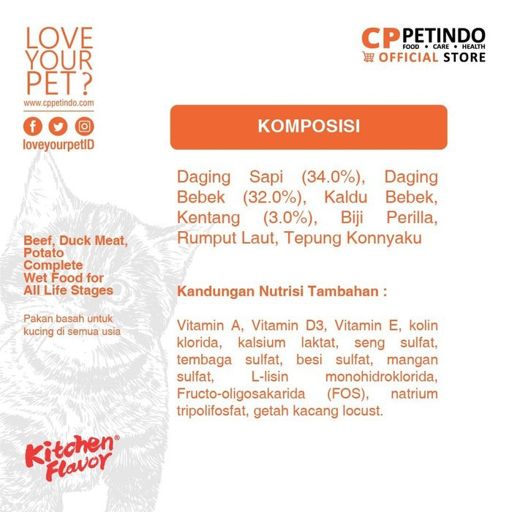 LOVE
YOUR
PET?
www.cppetindo.com
loveyourpetID
CPPETINDO
FOOD • CARE • HEALTH
OFFICIAL STORE
KOMPOSISI
Daging Sapi (34.0%), Daging
Bebek (32.0%), Kaldu Bebek,
Kentang (3.0%), Biji Perilla,
Rumput Laut, Tepung Konnyaku
Beef, Duck Meat,
Potato
Complete
Wet Food for
All Life Stages
Pakan basah untuk
kucing di semua usia
Kandungan Nutrisi Tambahan :
Vitamin A, Vitamin D3, Vitamin E, kolin
klorida, kalsium laktat, seng sulfat,
tembaga sulfat, besi sulfat, mangan
sulfat, L-lisin monohidroklorida,
Fructo-oligosakarida (FOS), natrium
tripolifosfat, getah kacang locust.
Kitchen®
Flavor